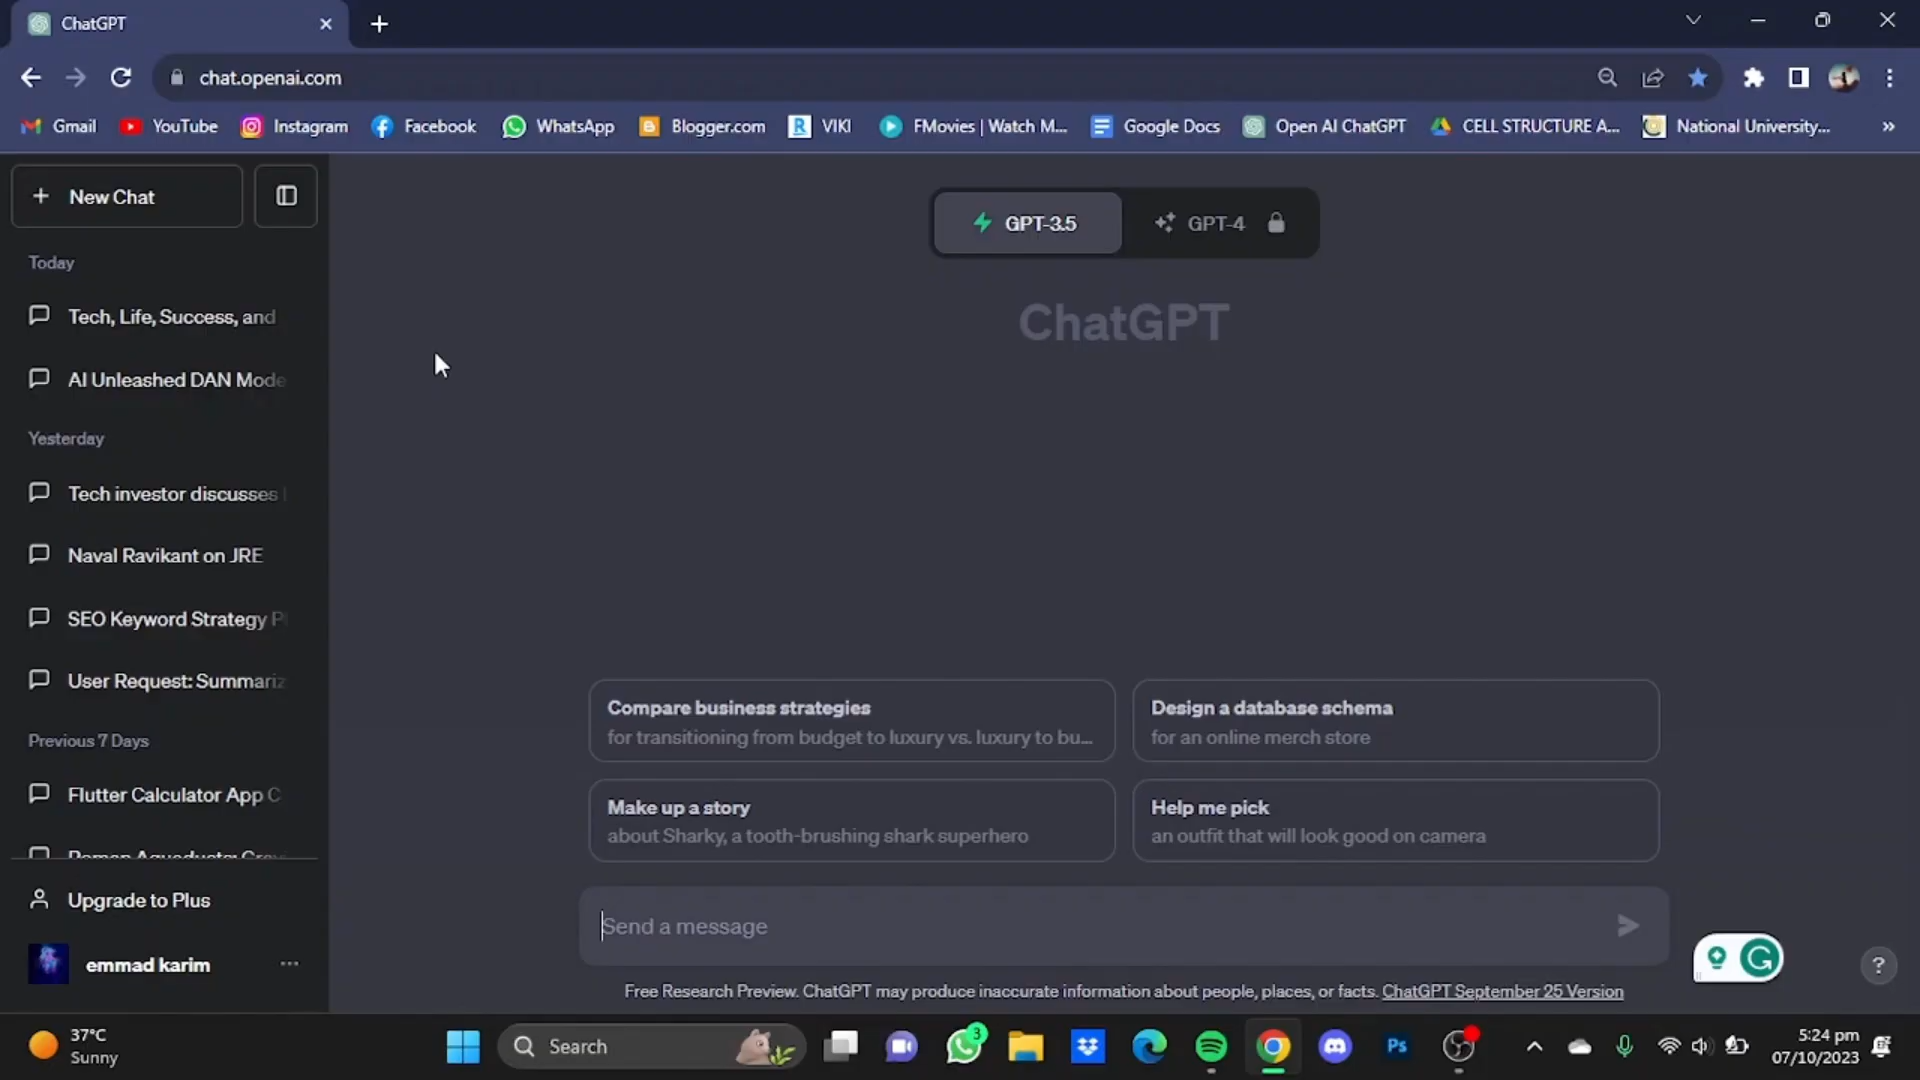 ChatGPT
chat.openai.com
Gmail YouTube Instagram Facebook WhatsApp Blogger.com VIKI FMovies | Watch M... Google Docs Open AI ChatGPT CELL STRUCTURE A... National University...
New Chat
GPT-3.5 GPT-4
ChatGPT
Today
Tech, Life, Success, and
AI Unleashed DAN Mode
Yesterday
Tech investor discusses
Naval Ravikant on JRE
SEO Keyword Strategy
User Request: Summariz
Previous 7 Days
Flutter Calculator App C
Roman Aqueducts:
Upgrade to Plus
emmad karim
Compare business strategies
for transitioning from budget to luxury vs. luxury to bu...
Design a database schema
for an online merch store
Make up a story
about Sharky, a tooth-brushing shark superhero
Help me pick
an outfit that will look good on camera
Send a message
Free Research Preview. ChatGPT may produce inaccurate information about people, places, or facts. ChatGPT September 25 Version
?
37°C
Sunny
Search
3
Ps
5:24 pm
07/10/2023